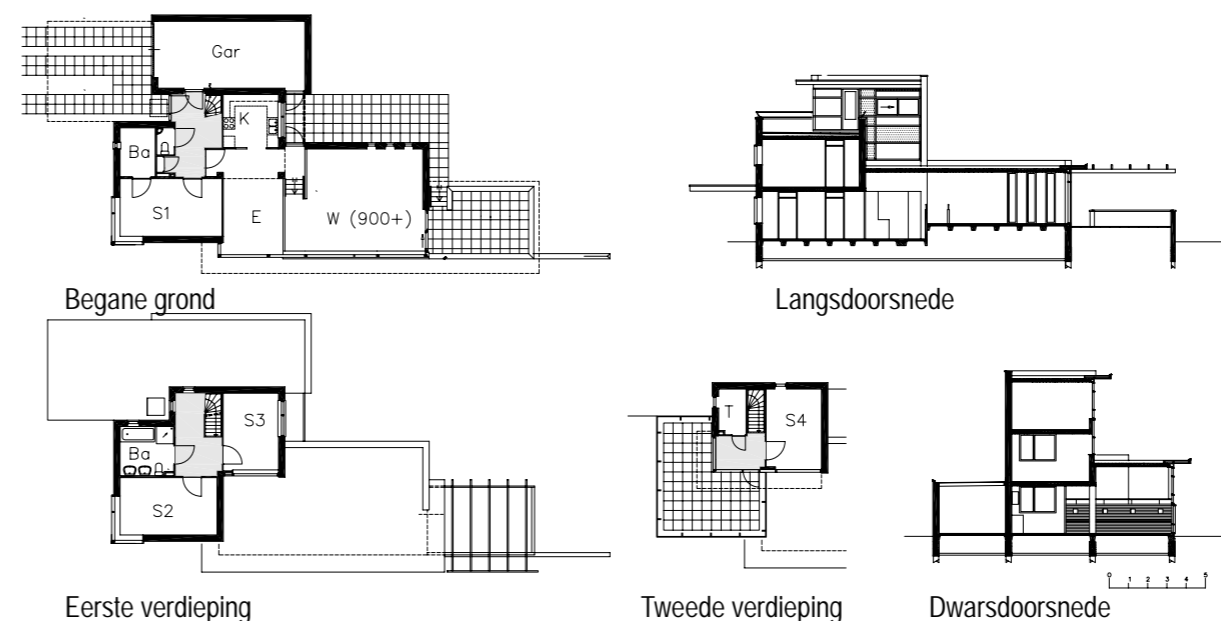 Gar
K
Ba
S1
E
W (900+)
Begane grond
Langsdoorsnede
S3
Ba
S2
T
S4
0 1 2 3 4 5
Eerste verdieping
Tweede verdieping
Dwarsdoorsnede